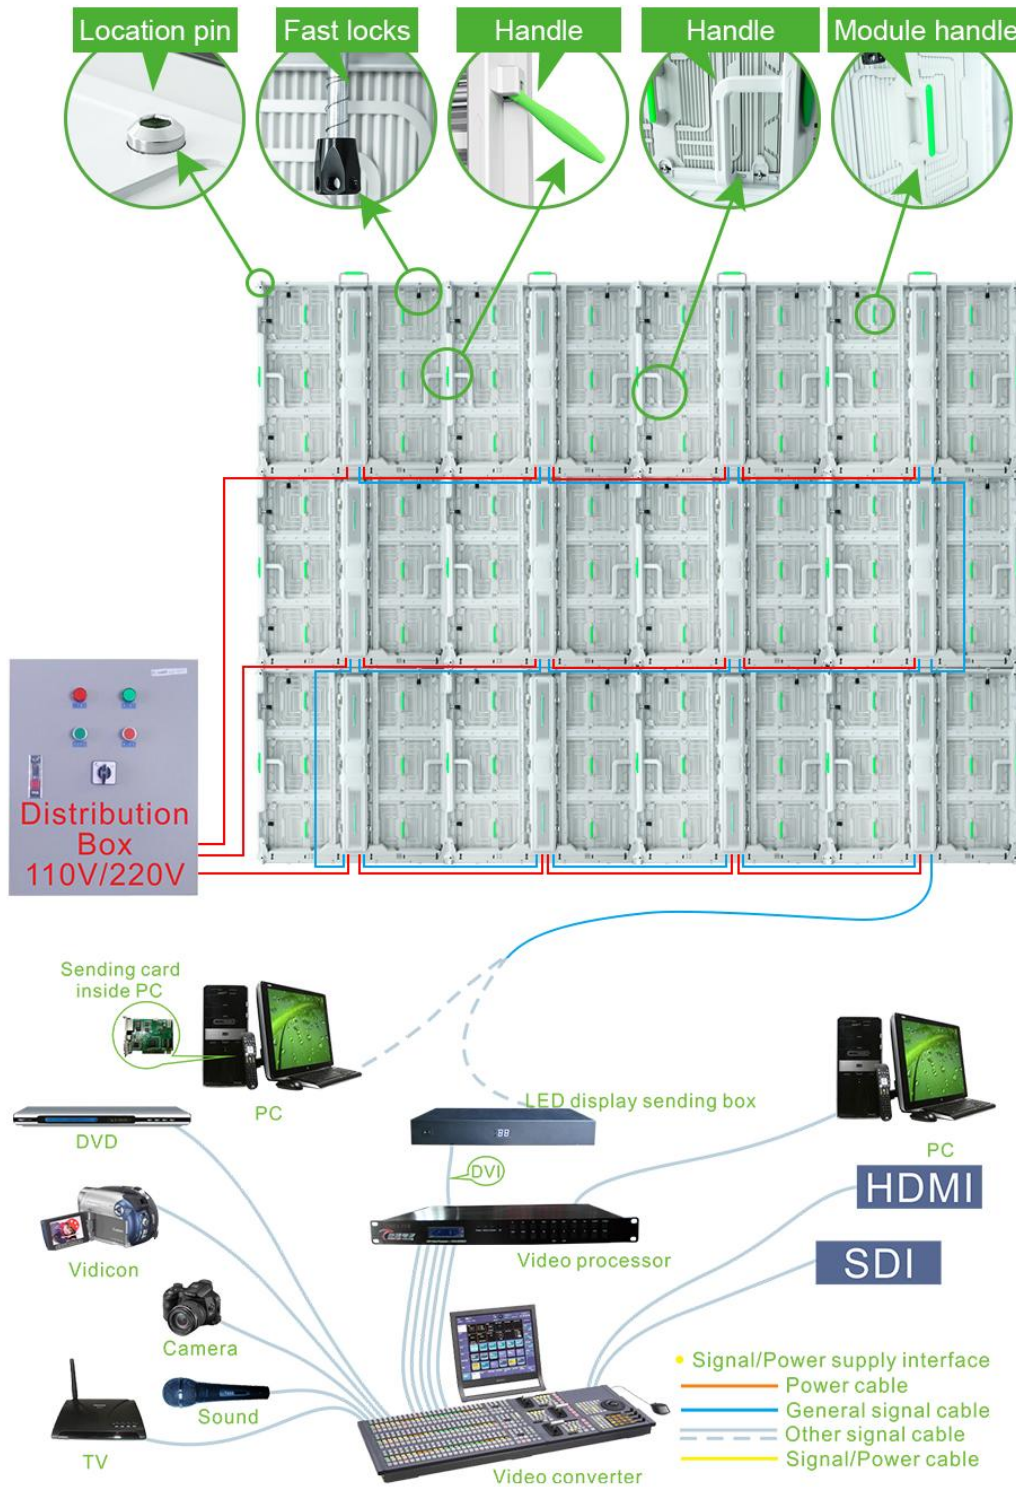 Location pin
Fast locks
Handle
Handle
Module handle
Distribution
Box
110V/220V
Sending card
inside PC
PC
DVD
LED display sending box
PC
DVI
HDMI
Vidicon
Video processor
SDI
Camera
Signal/Power supply interface
Power cable
Sound
General signal cable
Other signal cable
TV
Signal/Power cable
Video converter